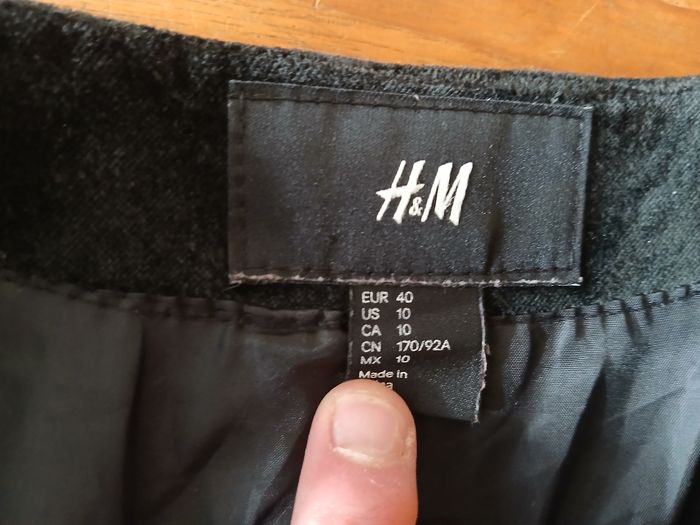 H&M
EUR 40
US 10
CA 10
CN 170/92A
MX 10
Made in